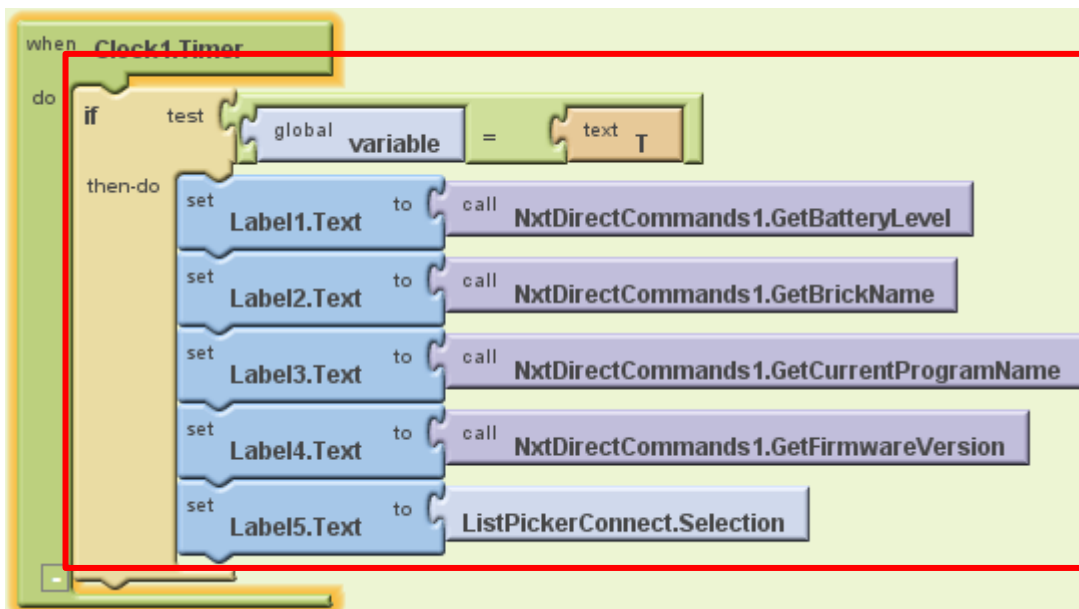 when Clock1.Timer
do
if test global variable = text T
then-do
set Label1.Text to call NxtDirectCommands1.GetBatteryLevel
set Label2.Text to call NxtDirectCommands1.GetBrickName
set Label3.Text to call NxtDirectCommands1.GetCurrentProgramName
set Label4.Text to call NxtDirectCommands1.GetFirmwareVersion
set Label5.Text to ListPickerConnect.Selection
-